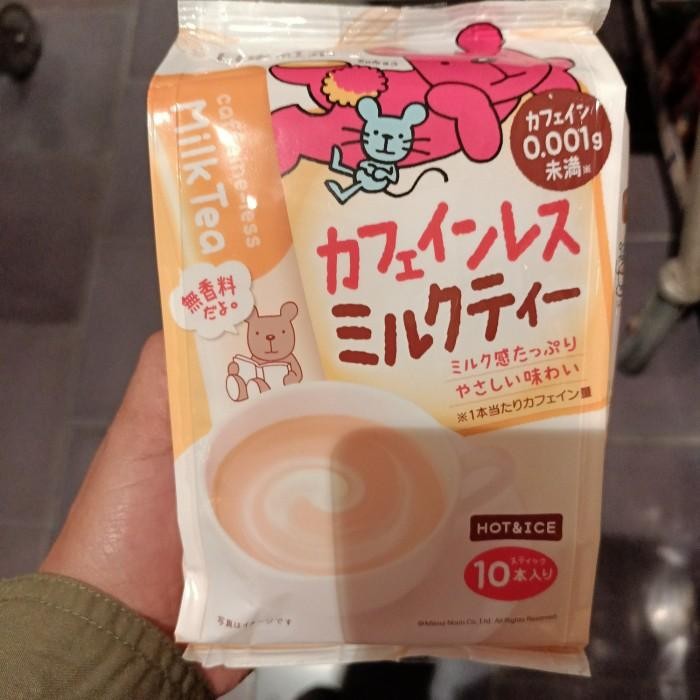 caffeine-less
Milk Tea
カフェイン
0.001g
未満※
カフェインレス
ミルクティー
無香料
だよ。
ミルク感たっぷり
やさしい味わい
※1本当たりカフェイン量
HOT&ICE
スティック
10本入り
写真はイメージです